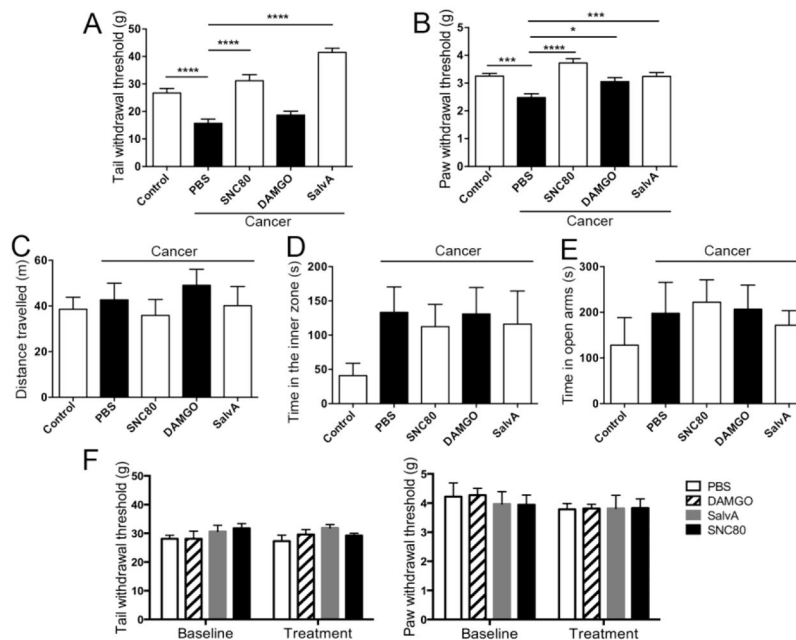 A
Tail withdrawal threshold (g)
50
40
30
20
10
0
****
****
****
Control
PBS
SNC80
DAMGO
SalvA
Cancer
B
Paw withdrawal threshold (g)
5
4
3
2
1
0
***
*
****
***
Control
PBS
SNC80
DAMGO
SalvA
Cancer
C
Distance travelled (m)
60
40
20
0
Cancer
Control
PBS
SNC80
DAMGO
SalvA
D
Time in the inner zone (s)
200
150
100
50
0
Cancer
Control
PBS
SNC80
DAMGO
SalvA
E
Time in open arms (s)
300
200
100
0
Cancer
Control
PBS
SNC80
DAMGO
SalvA
F
Tail withdrawal threshold (g)
50
40
30
20
10
0
Baseline
Treatment
Paw withdrawal threshold (g)
5
4
3
2
1
0
Baseline
Treatment
PBS
DAMGO
SalvA
SNC80